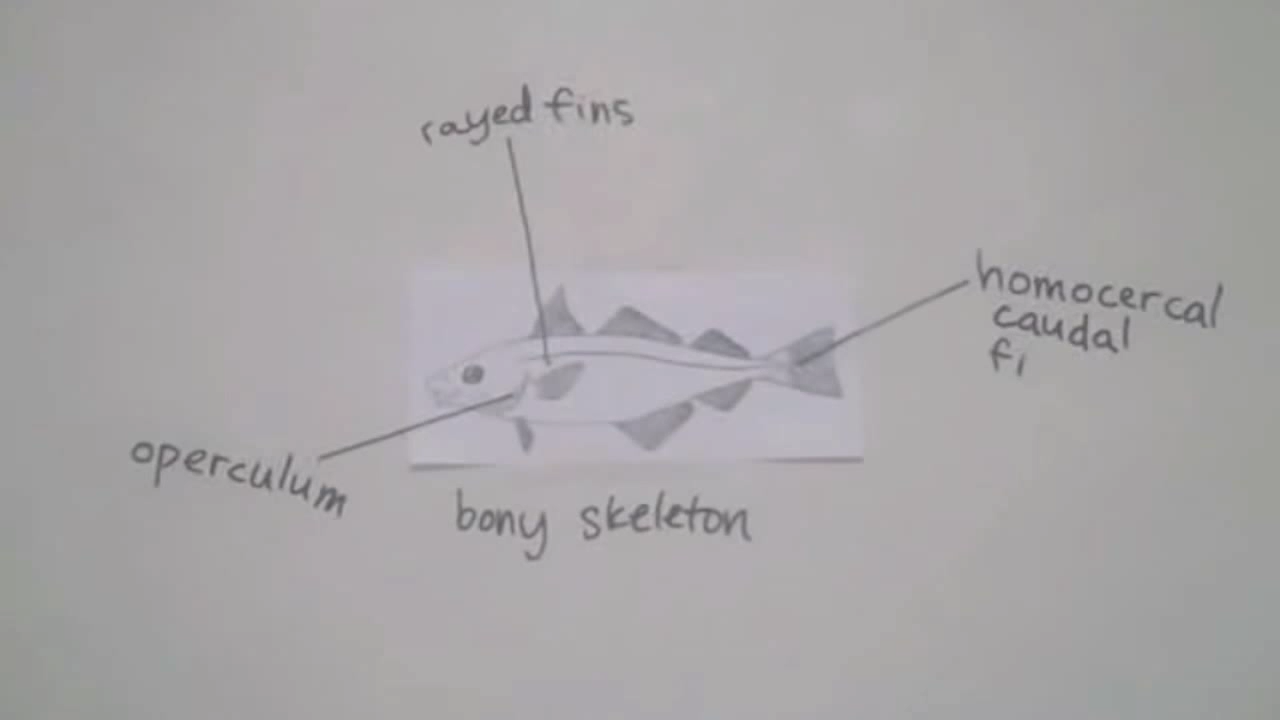 rayed fins
homocercal
caudal
fi
operculum
bony skeleton